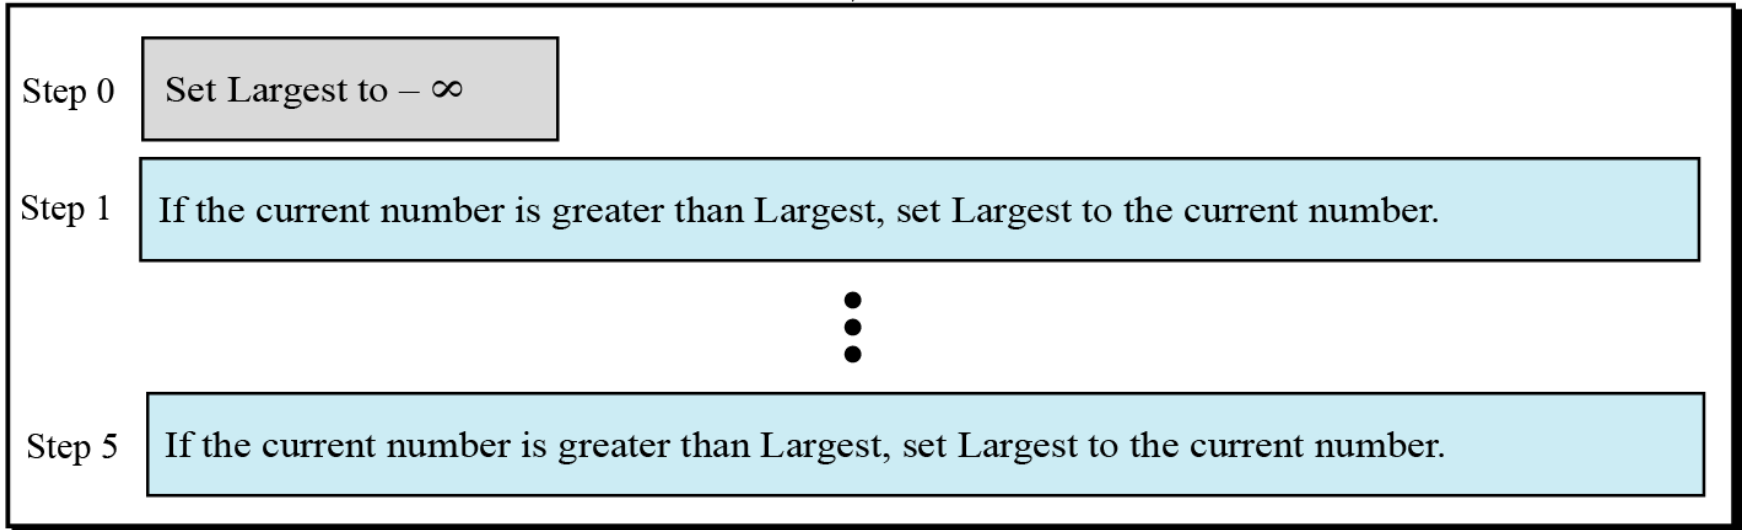 Step 0
Set Largest to – ∞
Step 1
If the current number is greater than Largest, set Largest to the current number.
Step 5
If the current number is greater than Largest, set Largest to the current number.